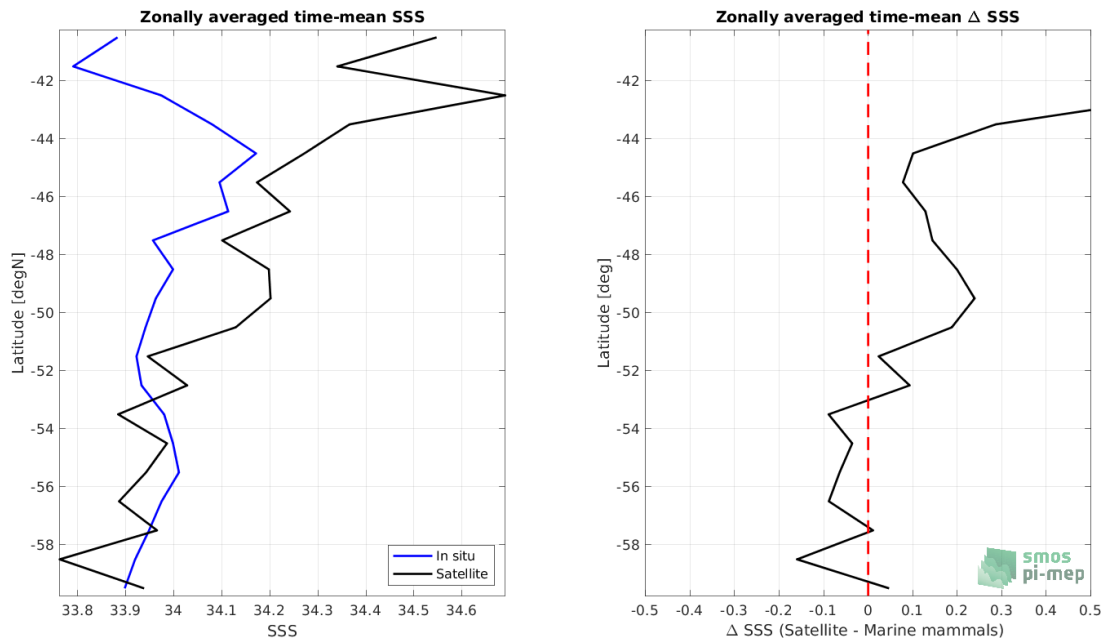 Zonally averaged time-mean SSS
-42
-44
-46
-48
-50
-52
-54
-56
-58
Latitude [degN]
33.8 33.9 34 34.1 34.2 34.3 34.4 34.5 34.6
SSS
In situ
Satellite
Zonally averaged time-mean Δ SSS
-42
-44
-46
-48
-50
-52
-54
-56
-58
Latitude [deg]
-0.5 -0.4 -0.3 -0.2 -0.1 0 0.1 0.2 0.3 0.4 0.5
Δ SSS (Satellite - Marine mammals)
smos
pi-mep